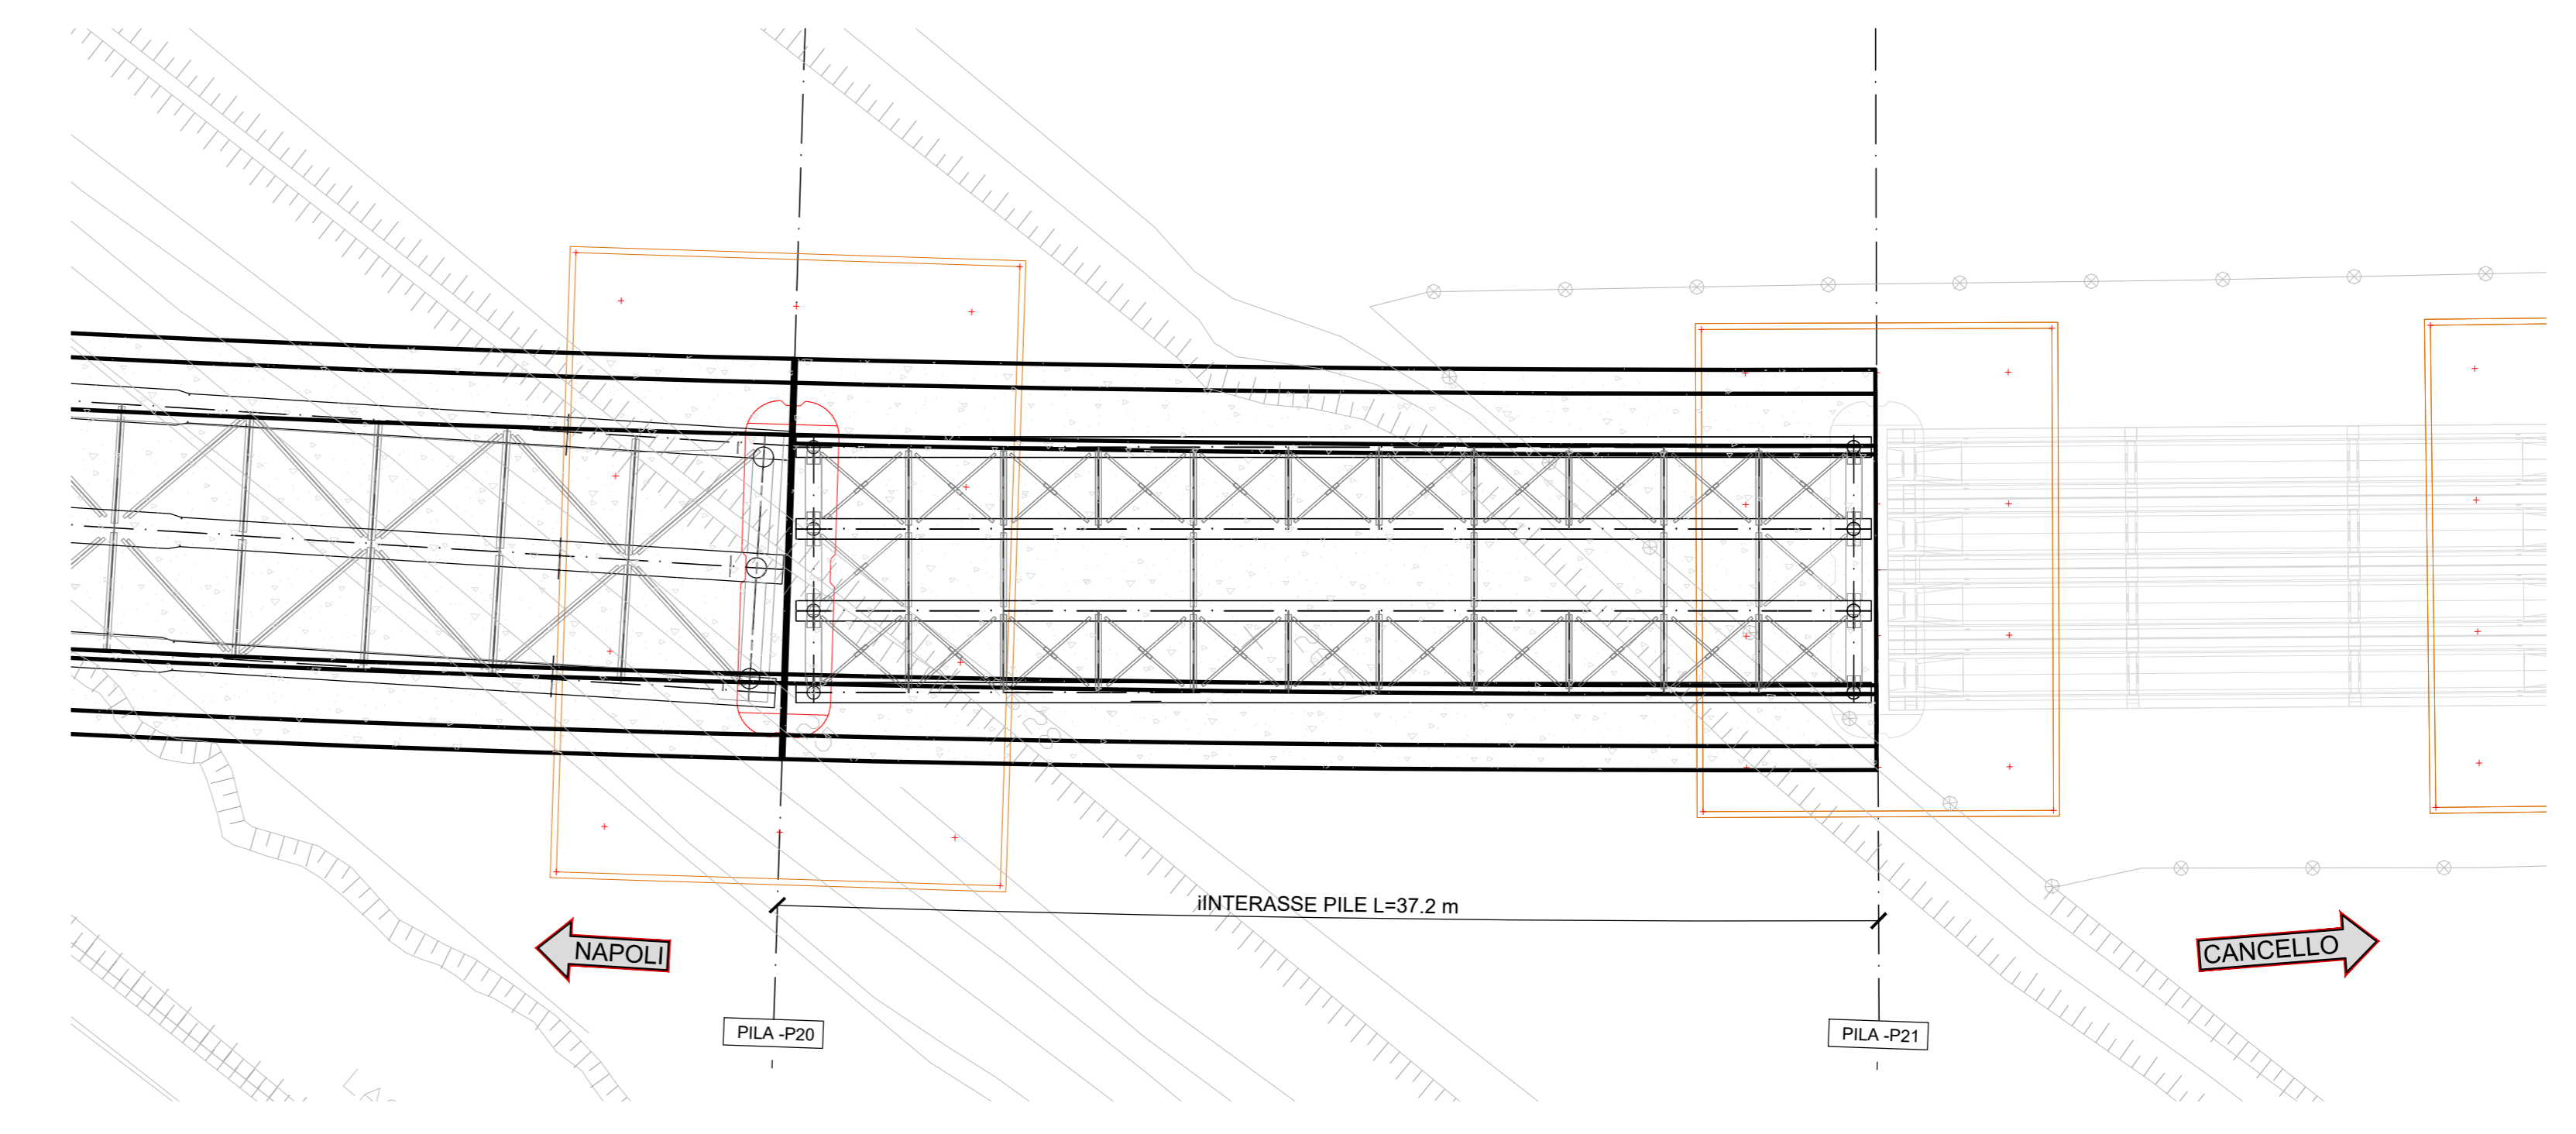 iINTERASSE PILE L=37.2 m
NAPOLI
CANCELLO
PILA -P20
PILA -P21